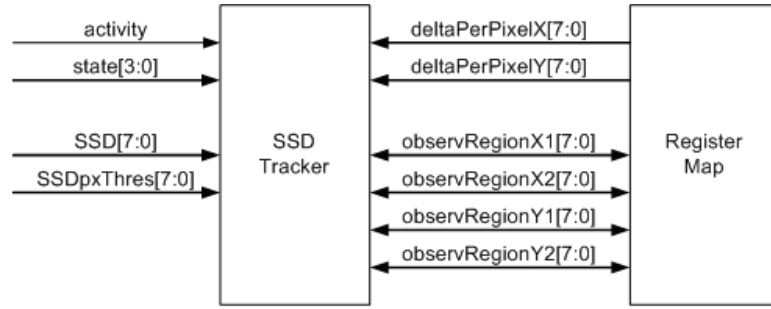 activity
deltaPerPixelX[7:0]
state[3:0]
deltaPerPixelY[7:0]
SSD[7:0]
SSDpxThres[7:0]
SSD
Tracker
observRegionX1[7:0]
observRegionX2[7:0]
observRegionY1[7:0]
observRegionY2[7:0]
Register
Map